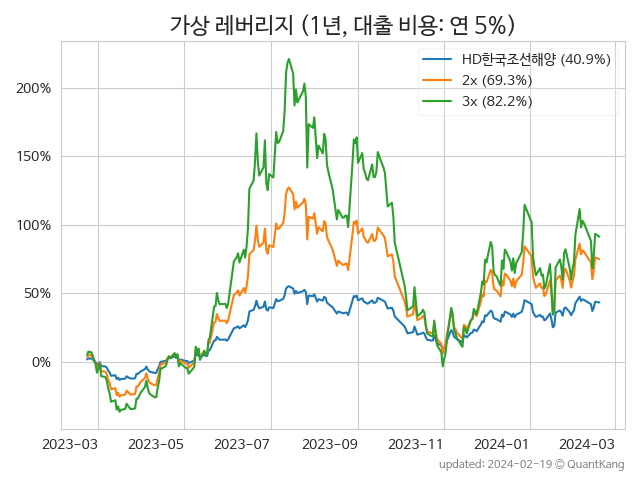 가상 레버리지 (1년, 대출 비용: 연 5%)
HD한국조선해양 (40.9%)
2x (69.3%)
3x (82.2%)
200%
150%
100%
50%
0%
2023-03 2023-05 2023-07 2023-09 2023-11 2024-01 2024-03
updated: 2024-02-19 © QuantKang